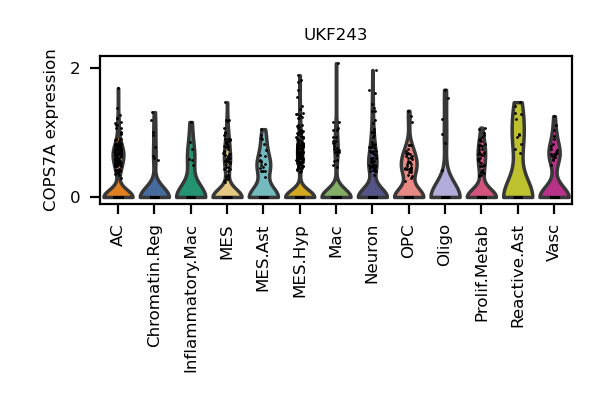 UKF243
COPS7A expression
2
0
AC
Chromatin.Reg
Inflammatory.Mac
MES
MES.Ast
MES.Hyp
Mac
Neuron
OPC
Oligo
Prolif.Metab
Reactive.Ast
Vasc